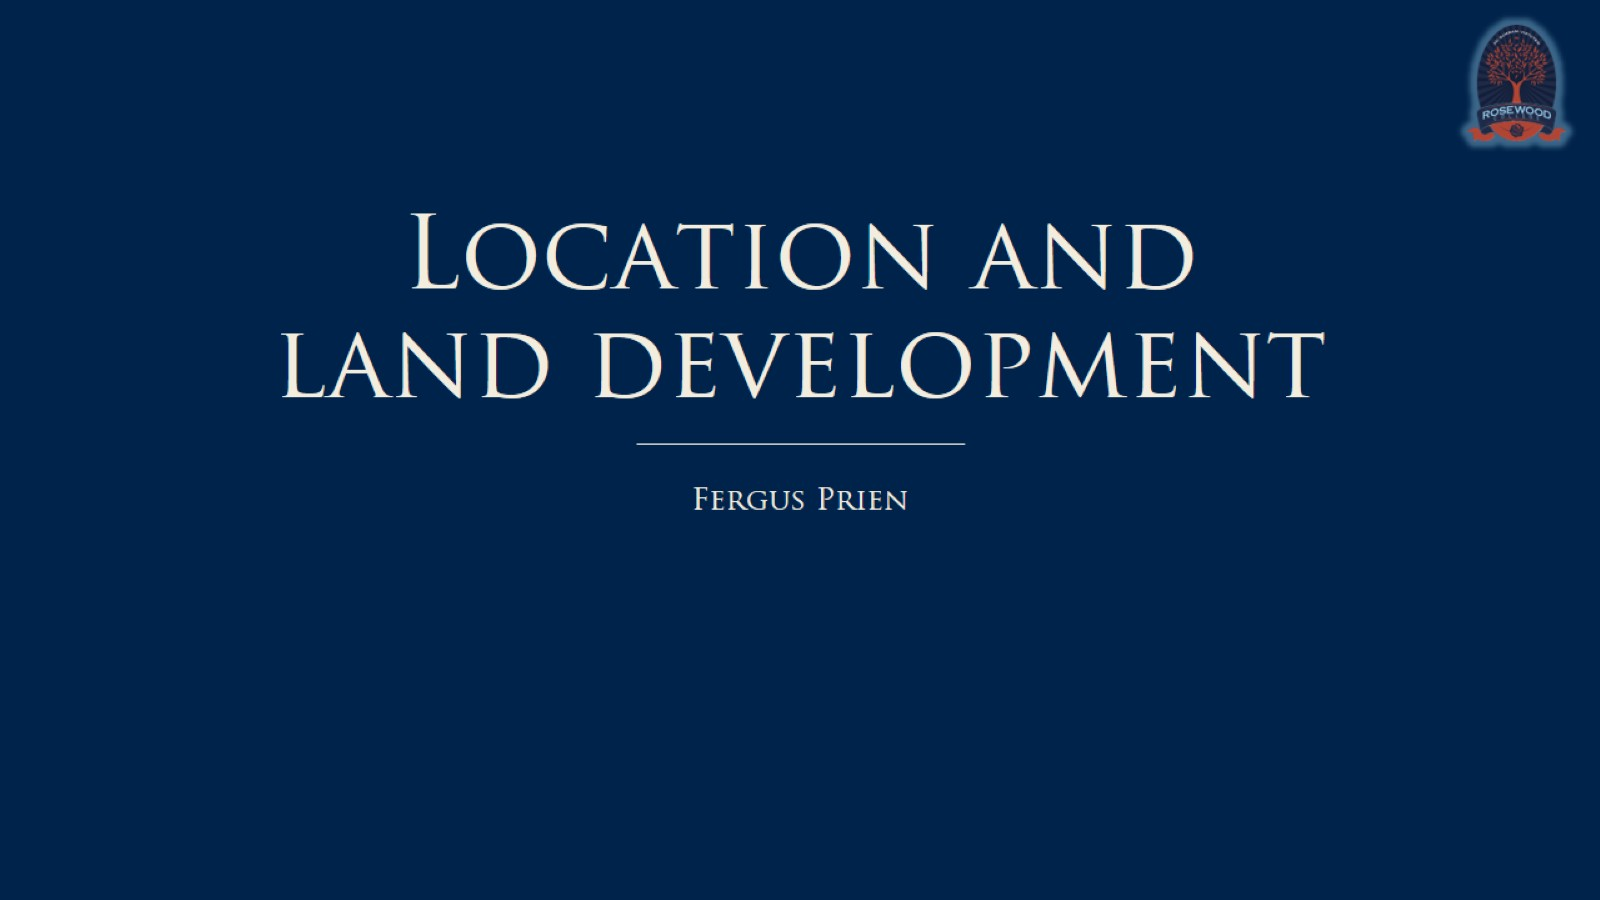 ROSEWOOD
LOCATION AND
LAND DEVELOPMENT
FERGUS PRIEN